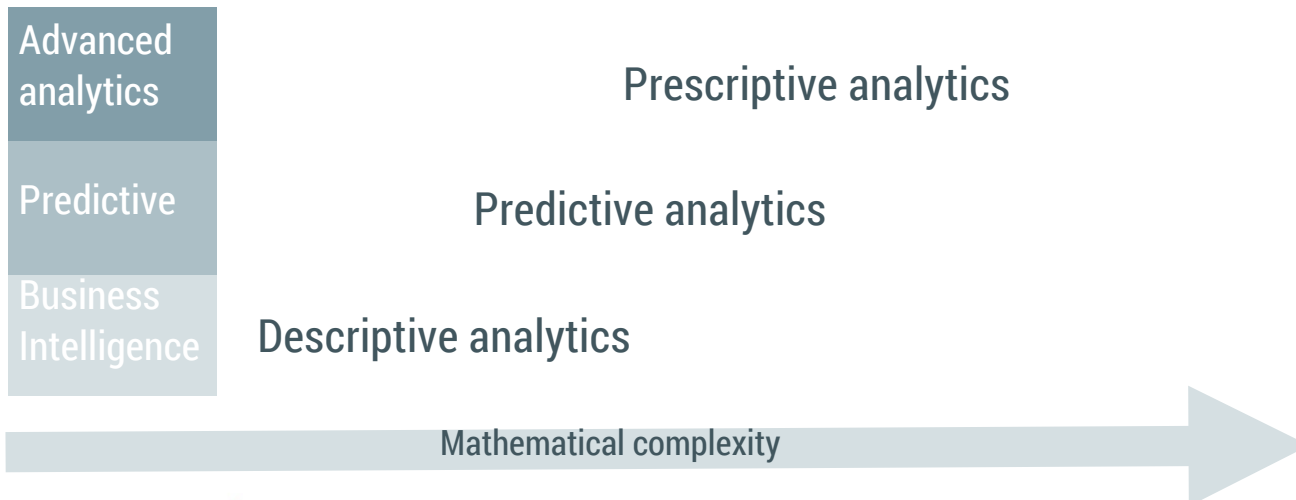 Advanced
analytics
Prescriptive analytics
Predictive
Predictive analytics
Business
Intelligence
Descriptive analytics
Mathematical complexity